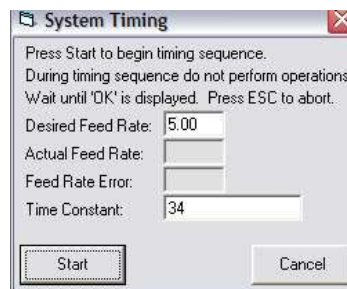 System Timing
Press Start to begin timing sequence.
During timing sequence do not perform operations
Wait until 'OK' is displayed. Press ESC to abort.
Desired Feed Rate: 5.00
Actual Feed Rate:
Feed Rate Error:
Time Constant: 34
Start Cancel